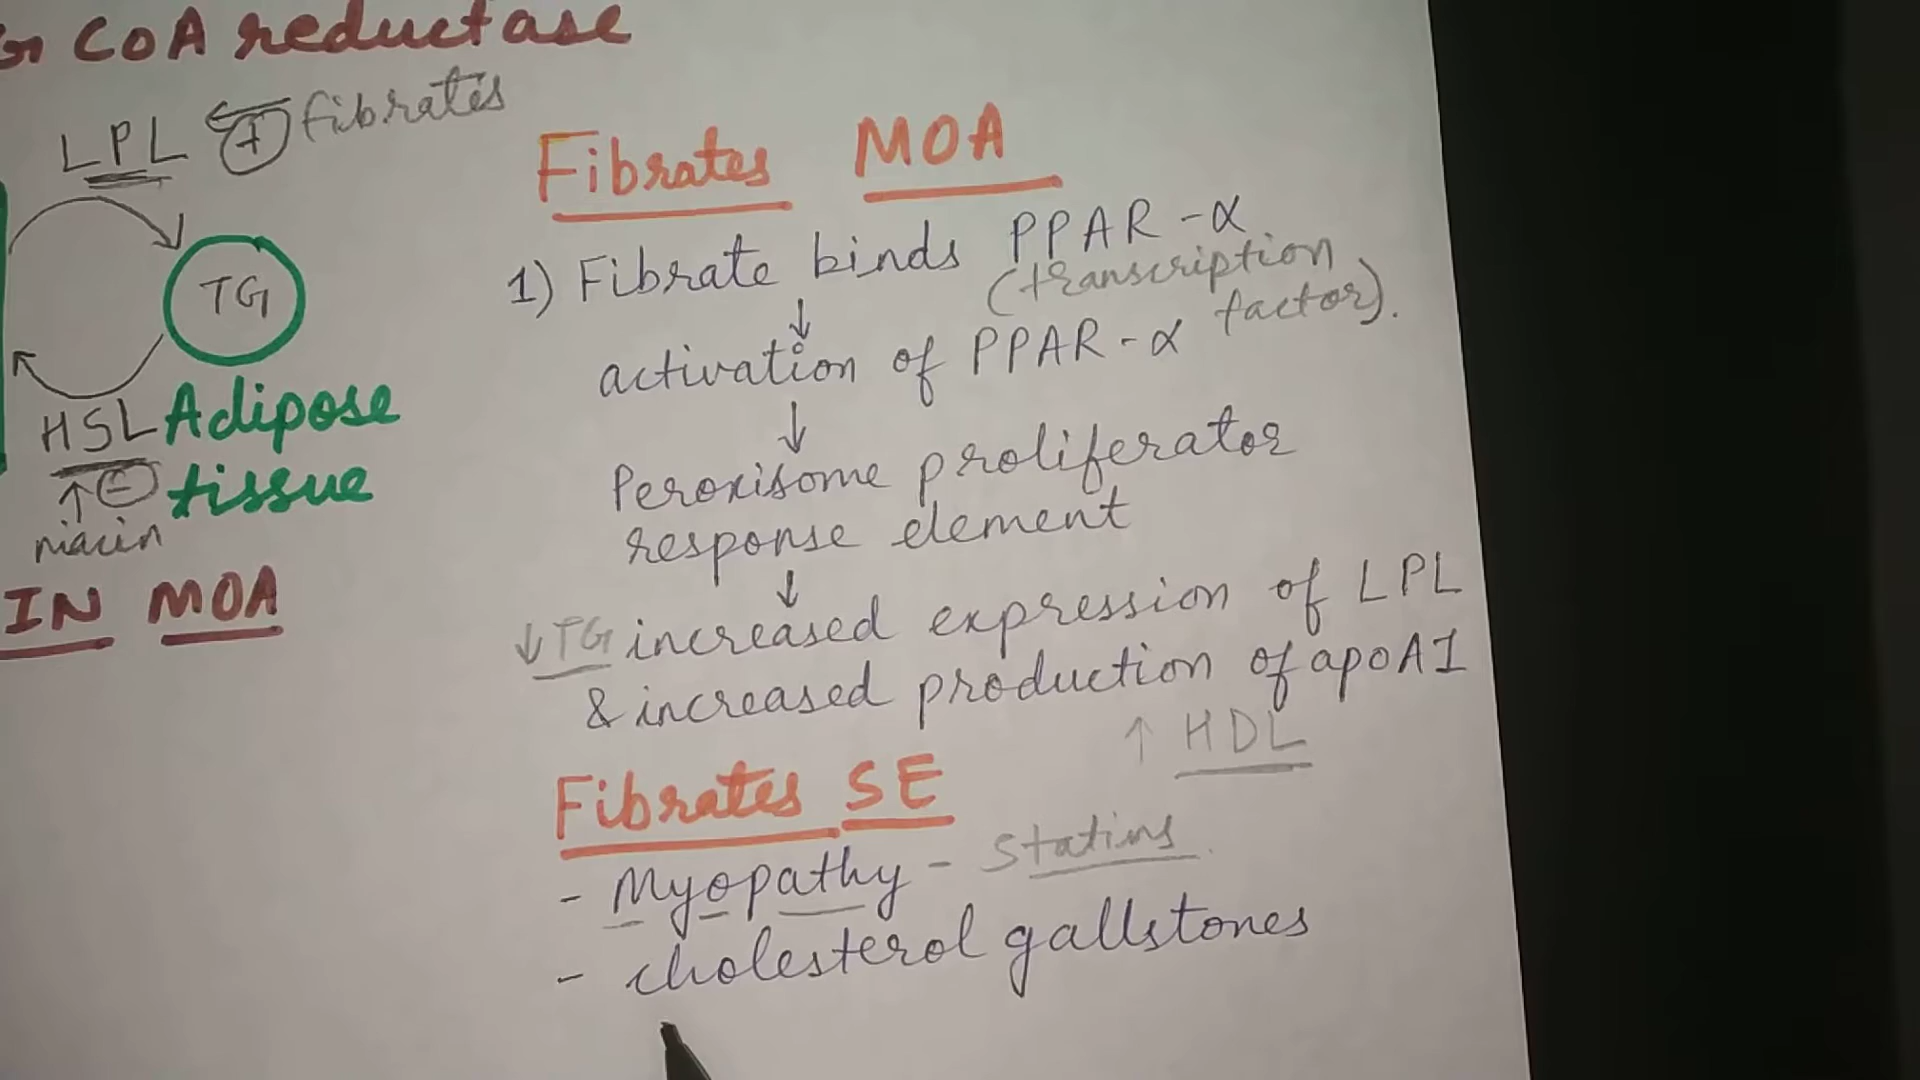 CoA reductase
LPL + fibrates
TG
HSL Adipose
- tissue
niacin
IN MOA
Fibrates MOA
1) Fibrate binds PPAR-α
(transcription
factor).
↓
activation of PPAR-α
↓
Peroxisome proliferator
response element
↓
↓TG increased expression of LPL
& increased production of apoA1
↑ HDL
Fibrates SE
- Myopathy - statins
- cholesterol gallstones